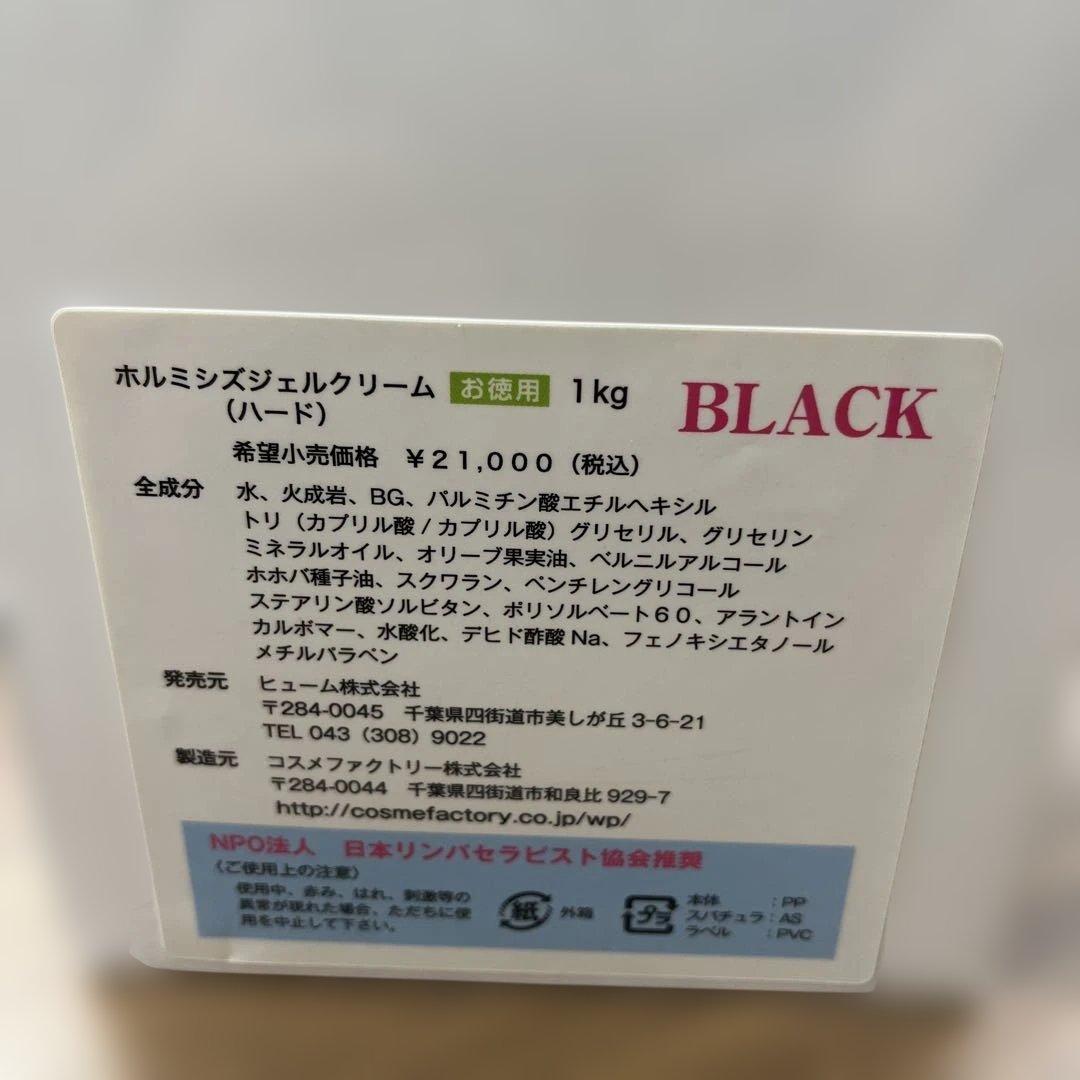 ホルミシズジェルクリーム お徳用 1kg BLACK
（ハード）
希望小売価格 ￥21,000（税込）
全成分 水、火成岩、BG、パルミチン酸エチルヘキシル
トリ（カプリル酸 / カプリル酸）グリセリル、グリセリン
ミネラルオイル、オリーブ果実油、ベルニルアルコール
ホホバ種子油、スクワラン、ペンチレングリコール
ステアリン酸ソルビタン、ポリソルベート60、アラントイン
カルボマー、水酸化、デヒド酢酸Na、フェノキシエタノール
メチルパラペン
発売元 ヒューム株式会社
〒284-0045 千葉県四街道市美しが丘3-6-21
TEL 043（308）9022
製造元 コスメファクトリー株式会社
〒284-0044 千葉県四街道市和良比929-7
http://cosmefactory.co.jp/wp/
NPO法人 日本リンパセラピスト協会推奨
（ご使用上の注意）
使用中、赤み、はれ、刺激等の
異常が現れた場合、ただちに使
用を中止して下さい。
紙 外箱
プラ 本体 ：PP
スパチュラ：AS
ラベル ：PVC